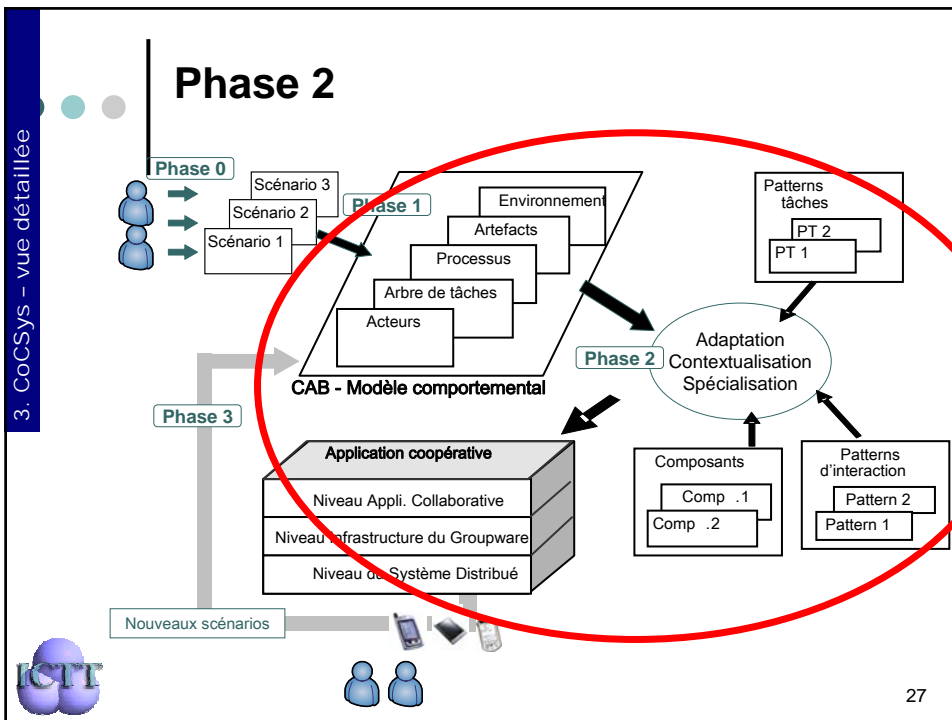 3. CoCSys – vue détaillée
Phase 2
Phase 0
Scénario 3
Scénario 2
Scénario 1
Phase 1
Environnement
Artefacts
Processus
Arbre de tâches
Acteurs
CAB - Modèle comportemental
Patterns
tâches
PT 2
PT 1
Phase 2
Adaptation
Contextualisation
Spécialisation
Phase 3
Application coopérative
Niveau Appli. Collaborative
Niveau Infrastructure du Groupware
Niveau du Système Distribué
Composants
Comp .1
Comp .2
Patterns
d'interaction
Pattern 2
Pattern 1
Nouveaux scénarios
ICTT
27